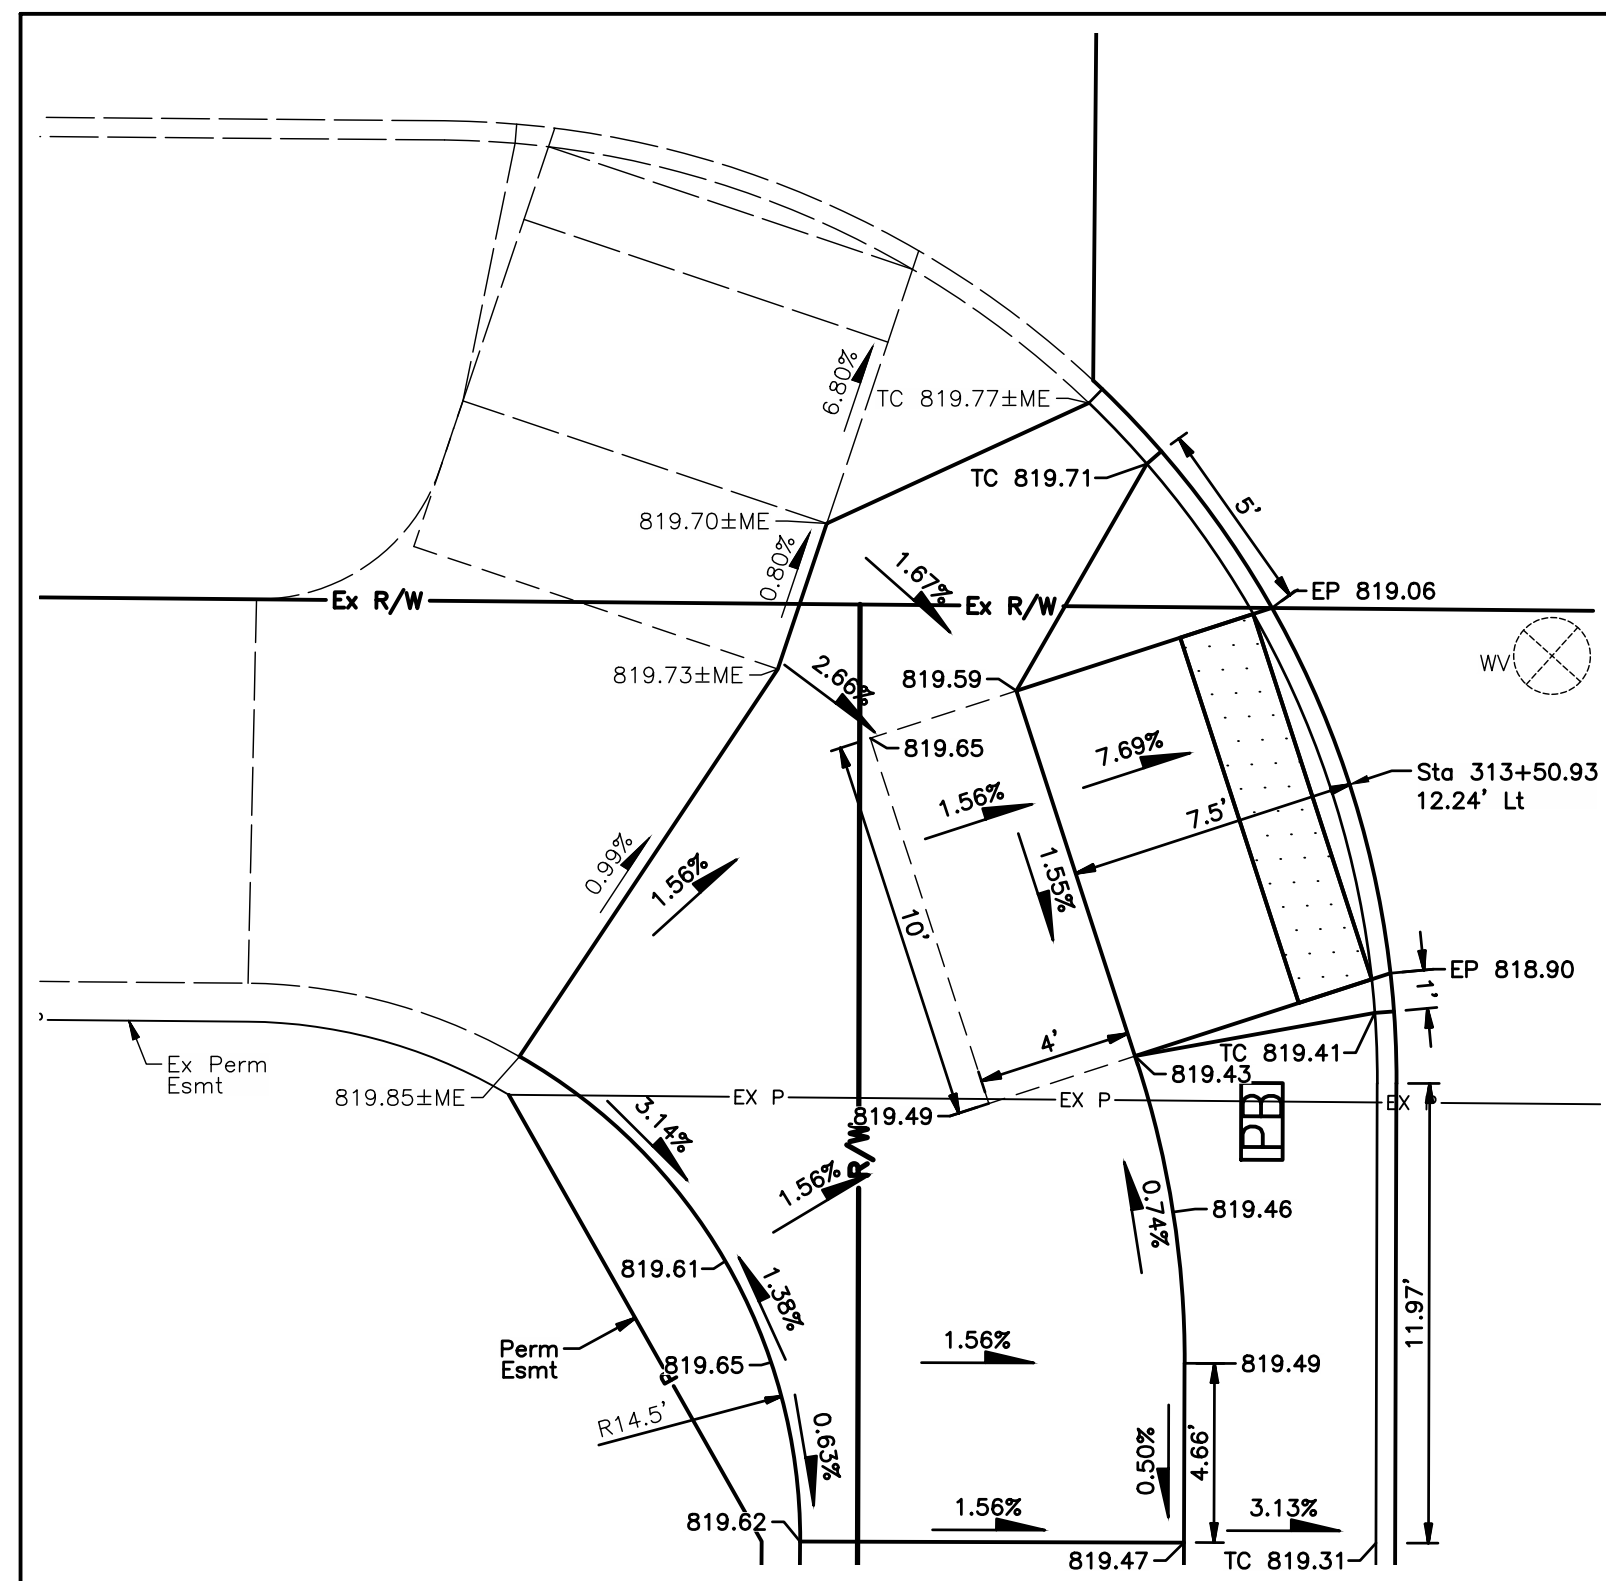 6.80%
TC 819.77±ME
TC 819.71
5'
819.70±ME
0.80%
1.67%
EP 819.06
Ex R/W
Ex R/W
WV
819.73±ME
2.66%
819.59
819.65
7.69%
Sta 313+50.93
12.24' Lt
1.56%
7.5'
0.99%
1.56%
1.55%
10'
EP 818.90
1'
4'
TC 819.41
Ex Perm
Esmt
819.43
819.85±ME
EX P
EX P
EX P
819.49
PB
3.14%
R/W
1.56%
0.74%
819.46
819.61
1.38%
11.97'
Perm
Esmt
1.56%
819.65
819.49
P
R14.5'
0.63%
0.50%
4.66'
819.62
1.56%
3.13%
819.47
TC 819.31